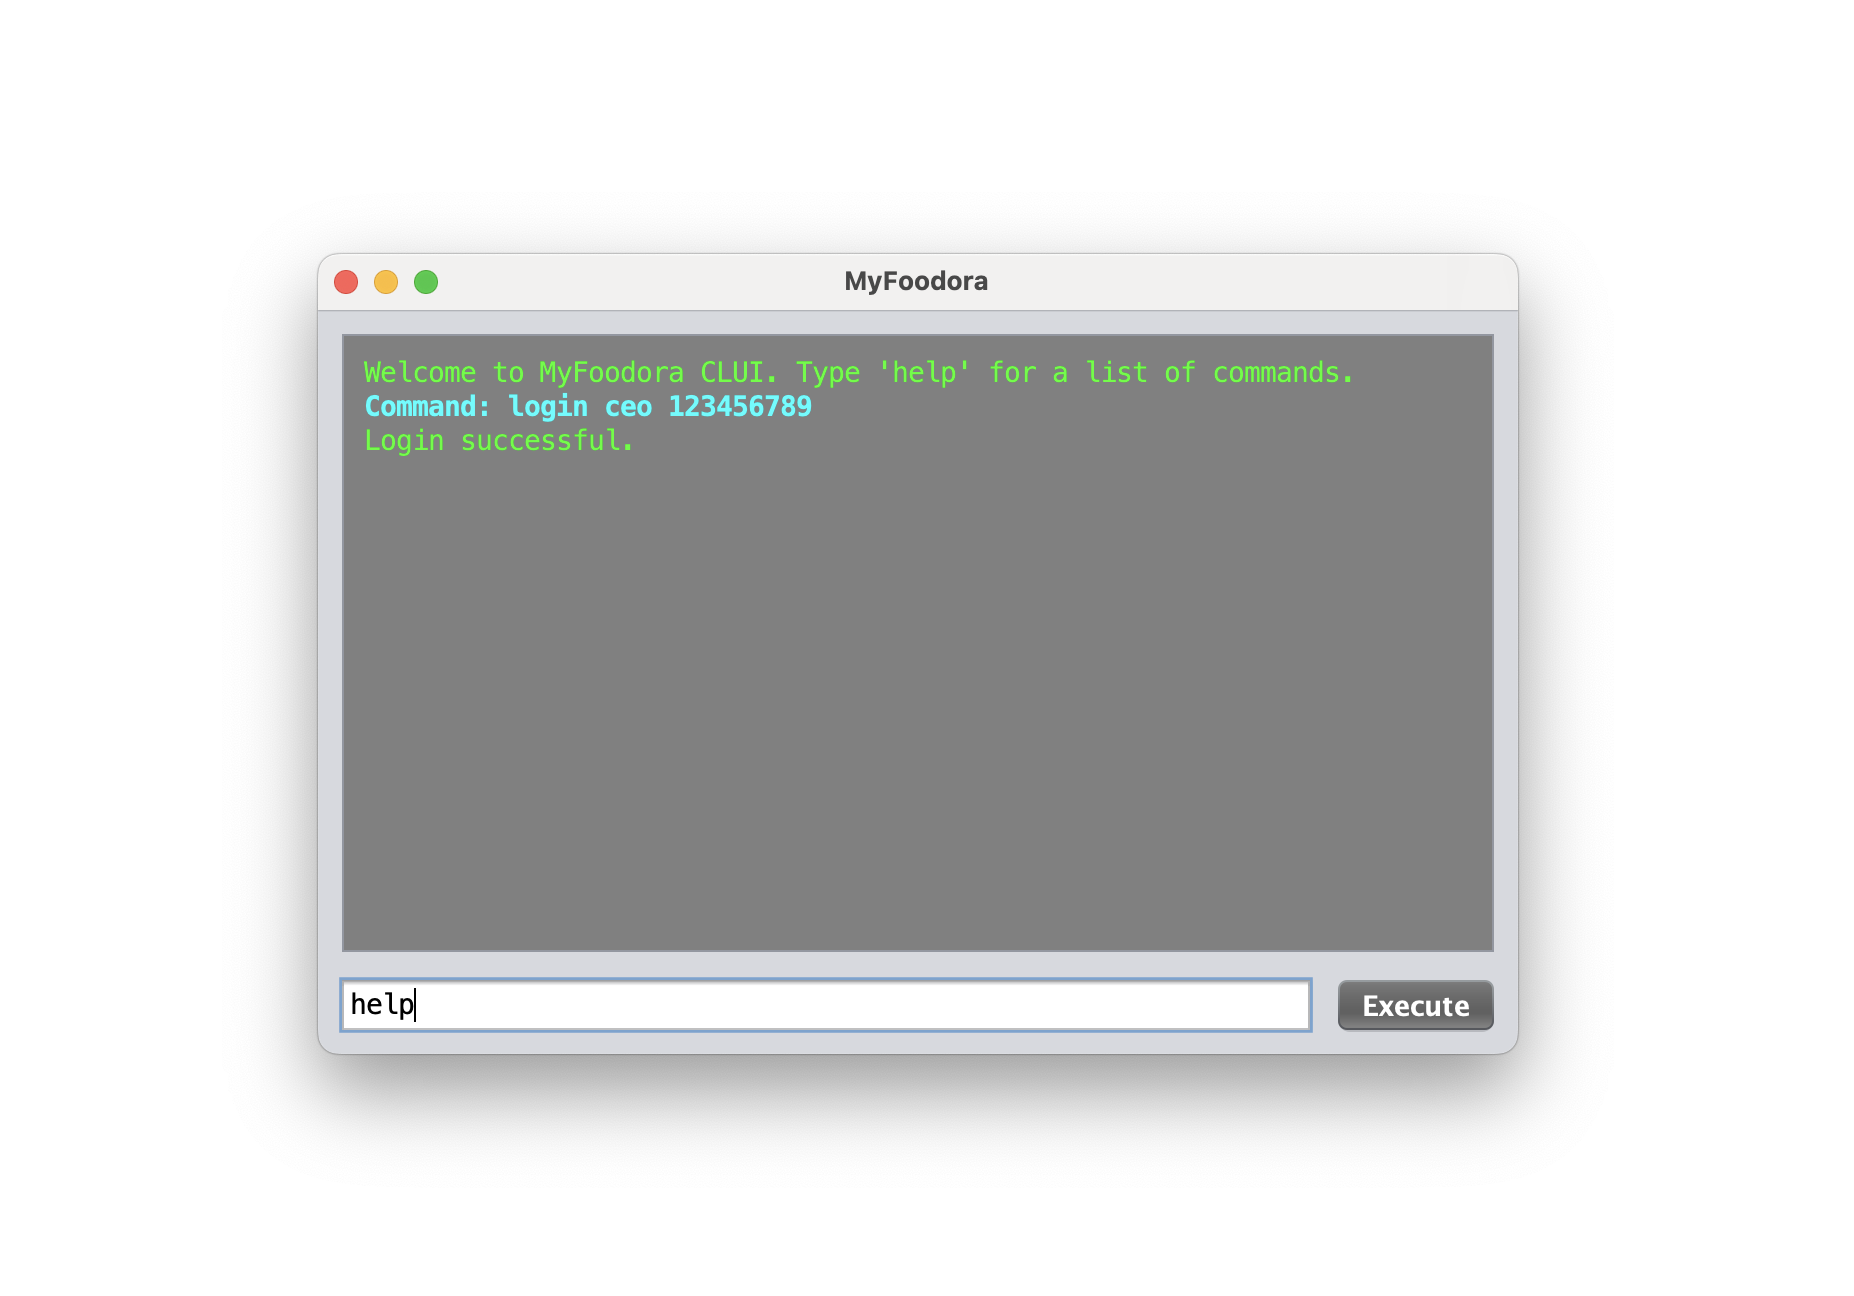 MyFoodora
Welcome to MyFoodora CLUI. Type 'help' for a list of commands.
Command: login ceo 123456789
Login successful.
help
Execute